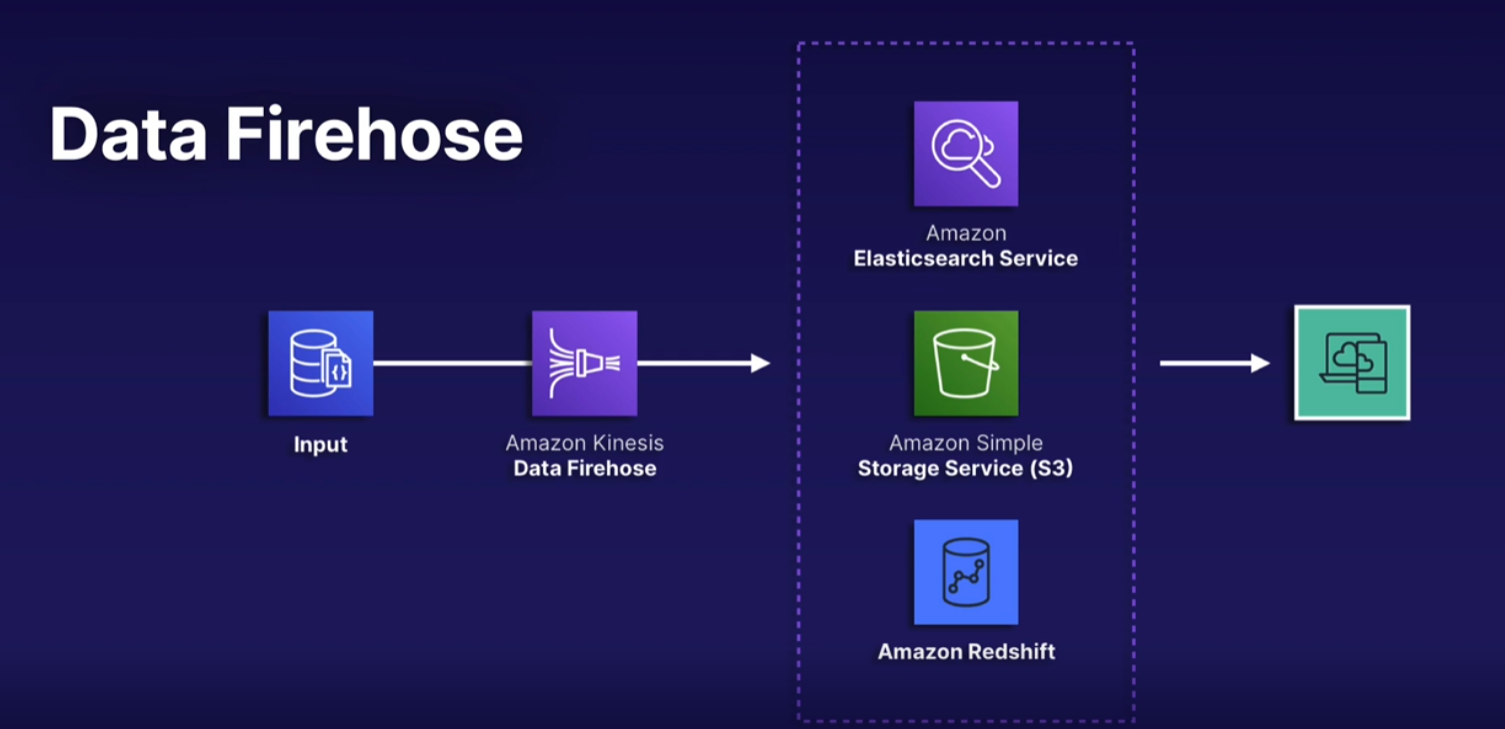 Data Firehose
Input
Amazon Kinesis
Data Firehose
Amazon
Elasticsearch Service
Amazon Simple
Storage Service (S3)
Amazon Redshift